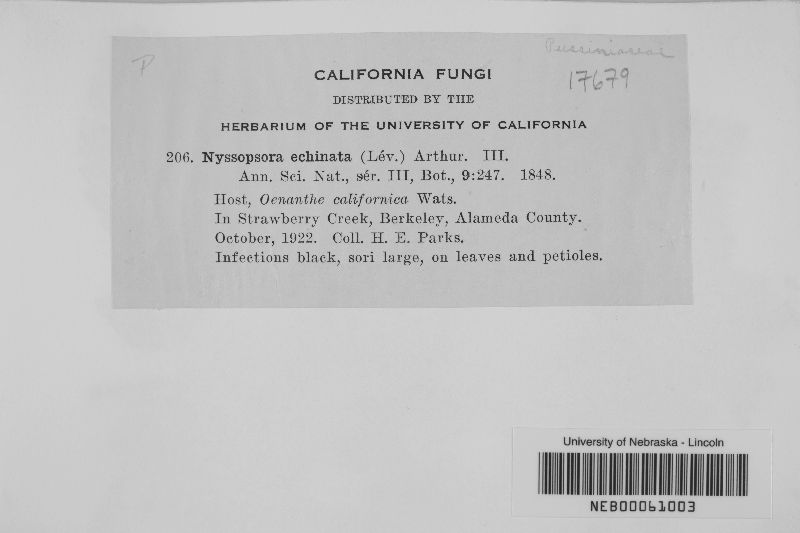 P
Pucciniaceae
17679
CALIFORNIA FUNGI
DISTRIBUTED BY THE
HERBARIUM OF THE UNIVERSITY OF CALIFORNIA
206. Nyssopsora echinata (Lév.) Arthur. III.
Ann. Sci. Nat., sér. III, Bot., 9:247. 1848.
Host, Oenanthe californica Wats.
In Strawberry Creek, Berkeley, Alameda County.
October, 1922. Coll. H. E. Parks.
Infections black, sori large, on leaves and petioles.
University of Nebraska - Lincoln
NEB00061003